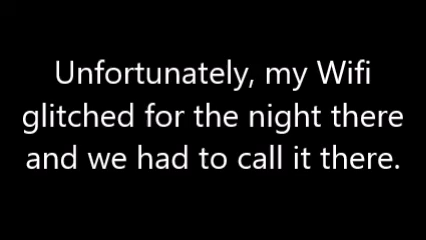 Unfortunately, my Wifi
glitched for the night there
and we had to call it there.